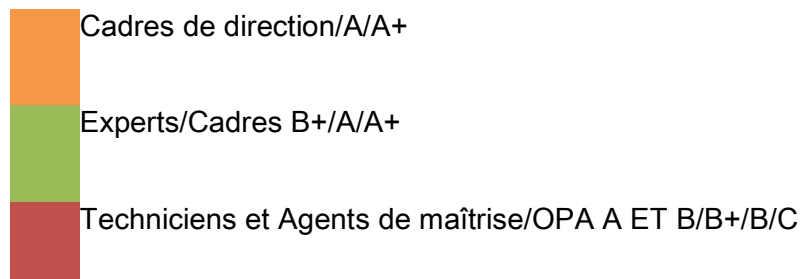 Cadres de direction/A/A+
Experts/Cadres B+/A/A+
Techniciens et Agents de maîtrise/OPA A ET B/B+/B/C